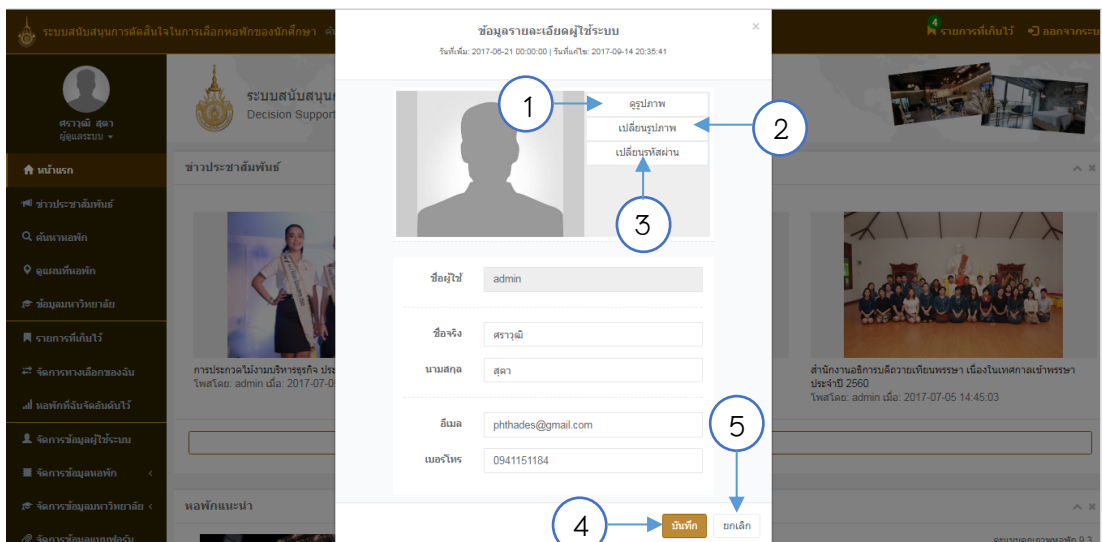 ระบบสนับสนุนการตัดสินใจในการเลือกหอพักของนักศึกษา
4
รายการที่เก็บไว้
ออกจากระบ
ข้อมูลรายละเอียดผู้ใช้ระบบ
×
วันที่เพิ่ม: 2017-06-21 00:00:00 | วันที่แก้ไข: 2017-09-14 20:35:41
ศราวุฒิ สุดา
ผู้ดูแลระบบ
ระบบสนับสนุน
Decision Support
1
ดูรูปภาพ
เปลี่ยนรูปภาพ
2
เปลี่ยนรหัสผ่าน
3
หน้าแรก
ข่าวประชาสัมพันธ์
ค้นหาหอพัก
ดูแผนที่หอพัก
ข้อมูลมหาวิทยาลัย
รายการที่เก็บไว้
จัดการทางเลือกของฉัน
หอพักที่ฉันจัดอันดับไว้
จัดการข้อมูลผู้ใช้ระบบ
จัดการข้อมูลหอพัก
จัดการข้อมูลมหาวิทยาลัย
จัดการข้อมูลแบบฟอร์ม
ข่าวประชาสัมพันธ์
การประกวดไม้งามบริหารธุรกิจ ประ
โพสโดย: admin เมื่อ: 2017-07-0
ชื่อผู้ใช้ admin
ชื่อจริง ศราวุฒิ
นามสกุล สุดา
อีเมล phthades@gmail.com
เบอร์โทร 0941151184
5
4
บันทึก
ยกเลิก
สำนักงานอธิการบดีถวายเทียนพรรษา เนื่องในเทศกาลเข้าพรรษา
ประจำปี 2560
โพสโดย: admin เมื่อ: 2017-07-05 14:45:03
หอพักแนะนำ